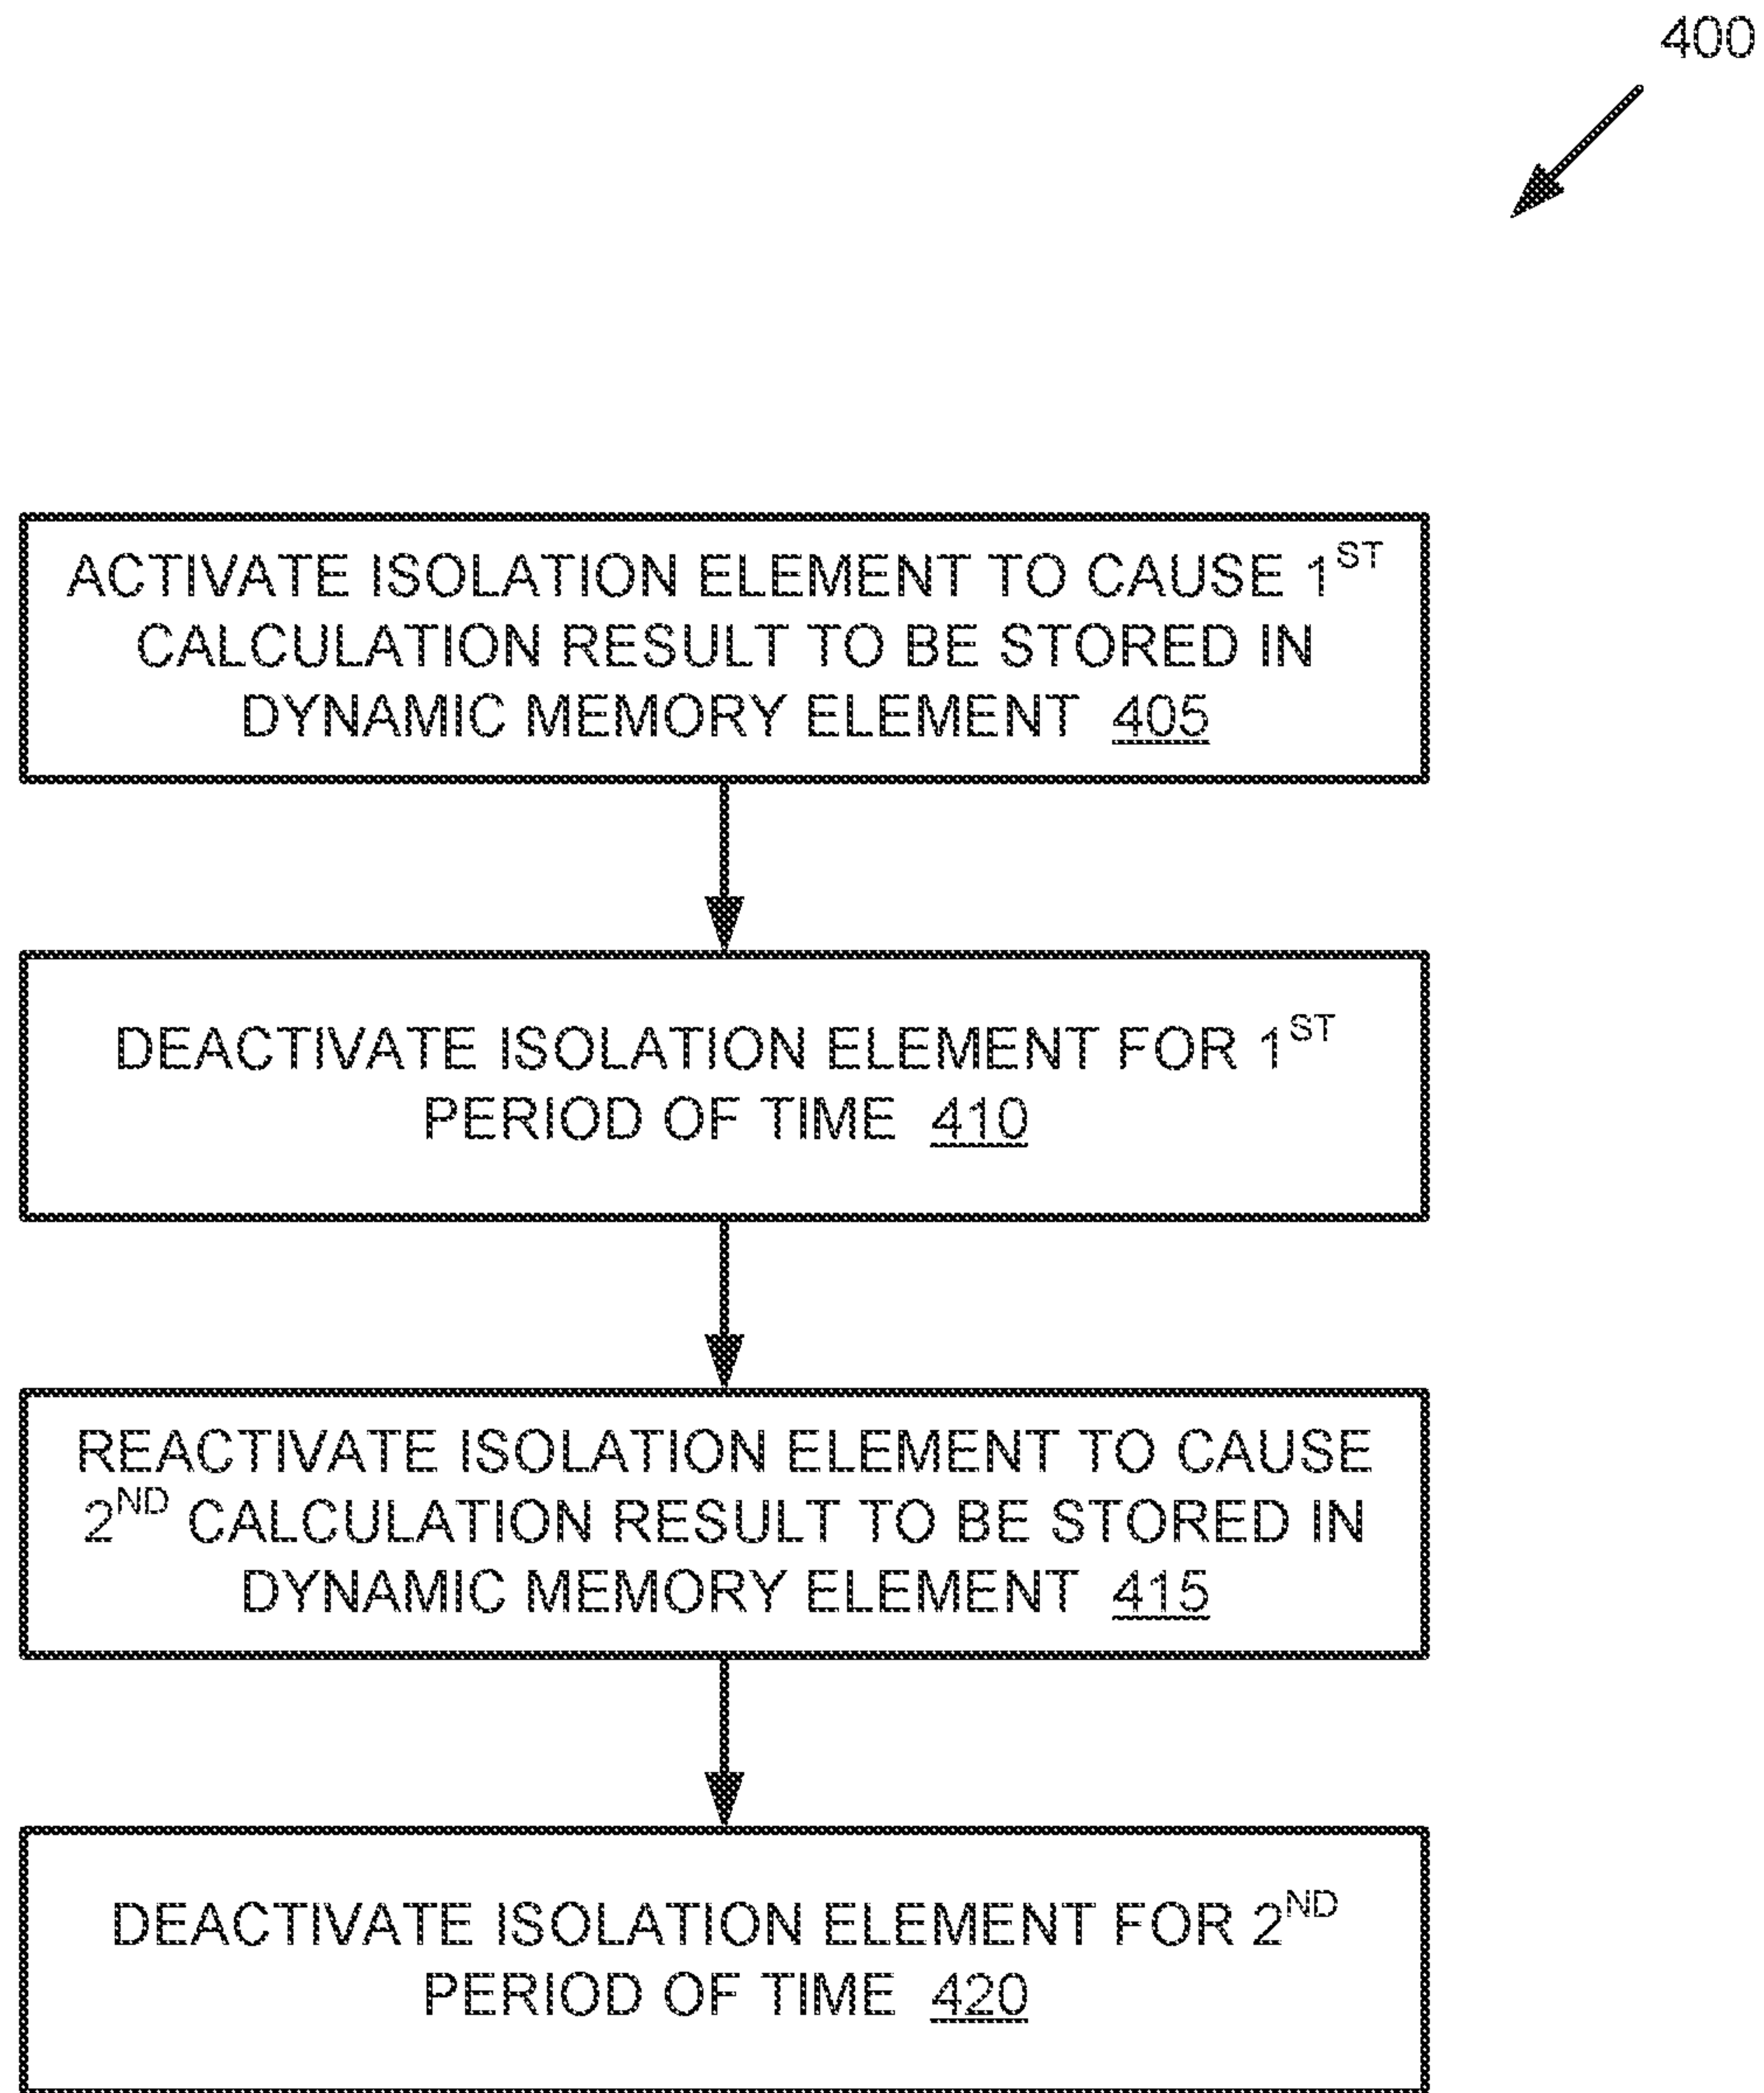 400
ACTIVATE ISOLATION ELEMENT TO CAUSE 1ST
CALCULATION RESULT TO BE STORED IN
DYNAMIC MEMORY ELEMENT 405
DEACTIVATE ISOLATION ELEMENT FOR 1ST
PERIOD OF TIME 410
REACTIVATE ISOLATION ELEMENT TO CAUSE
2ND CALCULATION RESULT TO BE STORED IN
DYNAMIC MEMORY ELEMENT 415
DEACTIVATE ISOLATION ELEMENT FOR 2ND
PERIOD OF TIME 420